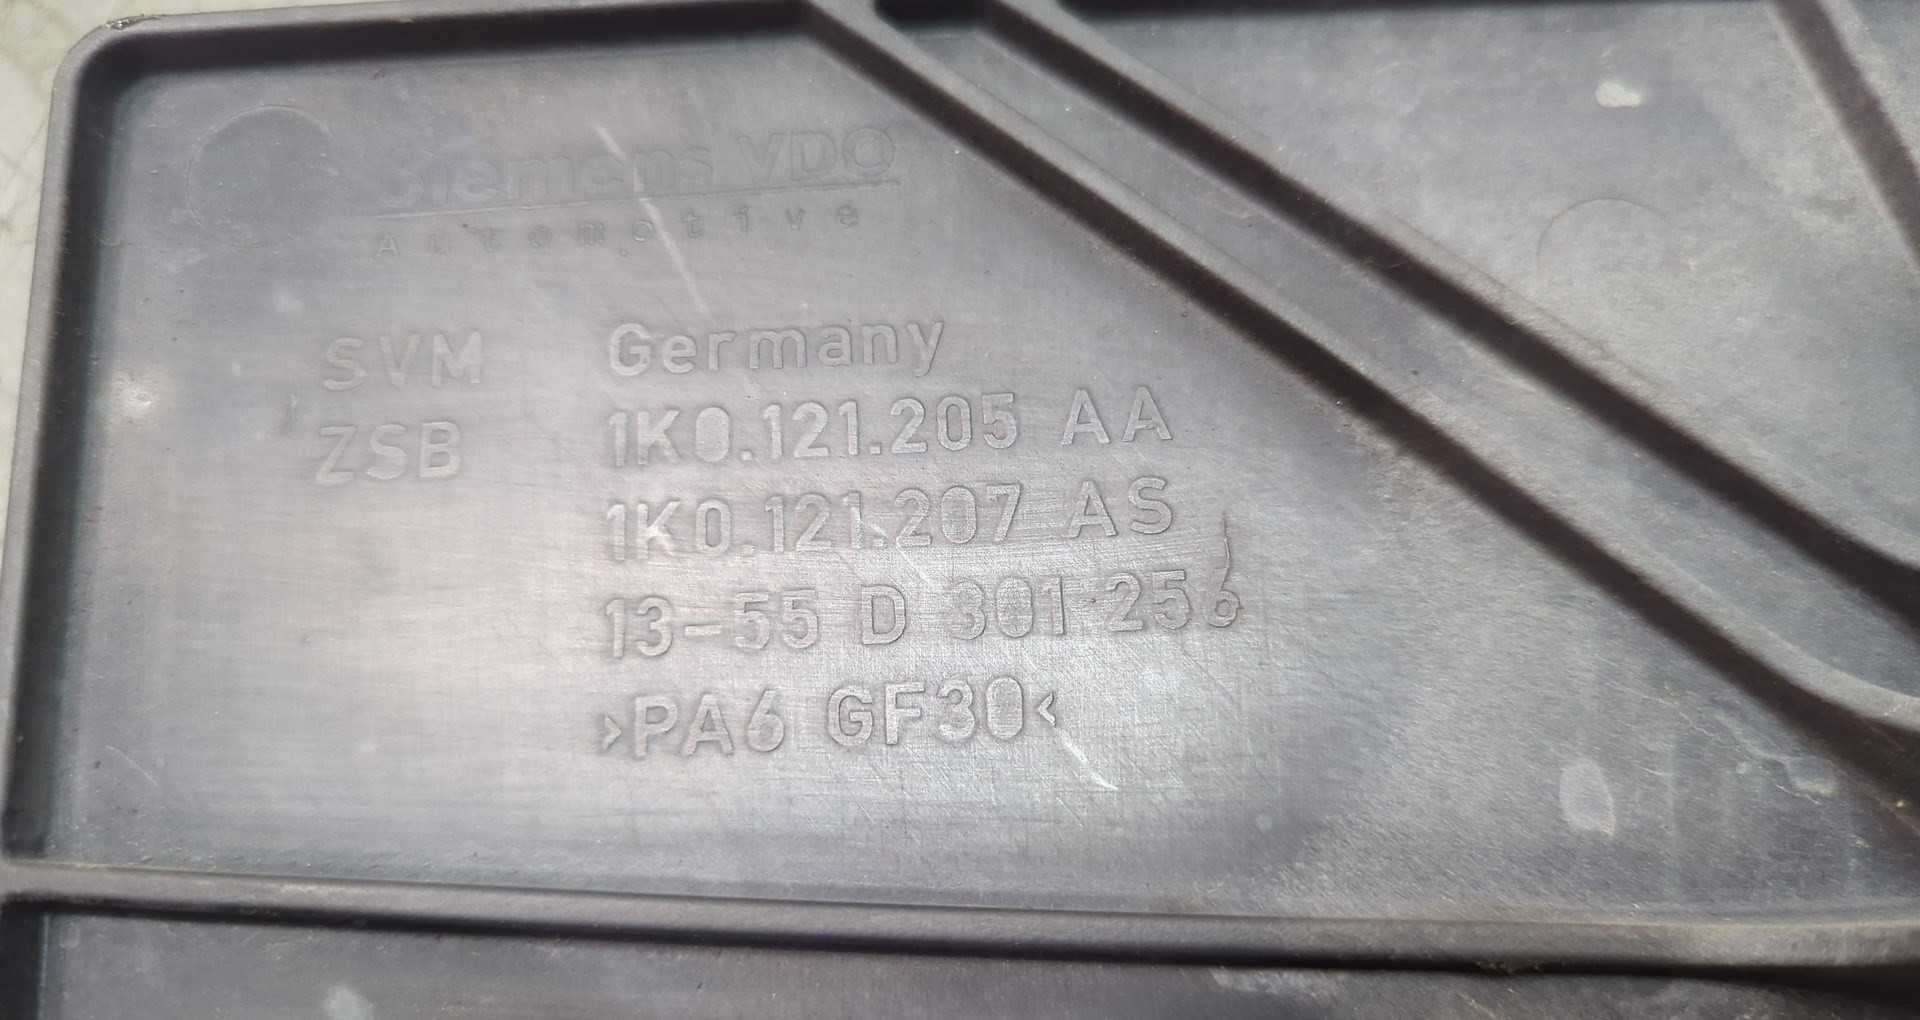 Siemens VDO
Automotive
SVM Germany
ZSB 1K0.121.205 AA
1K0.121.207 AS
13-55 D 301 256
>PA6 GF30<